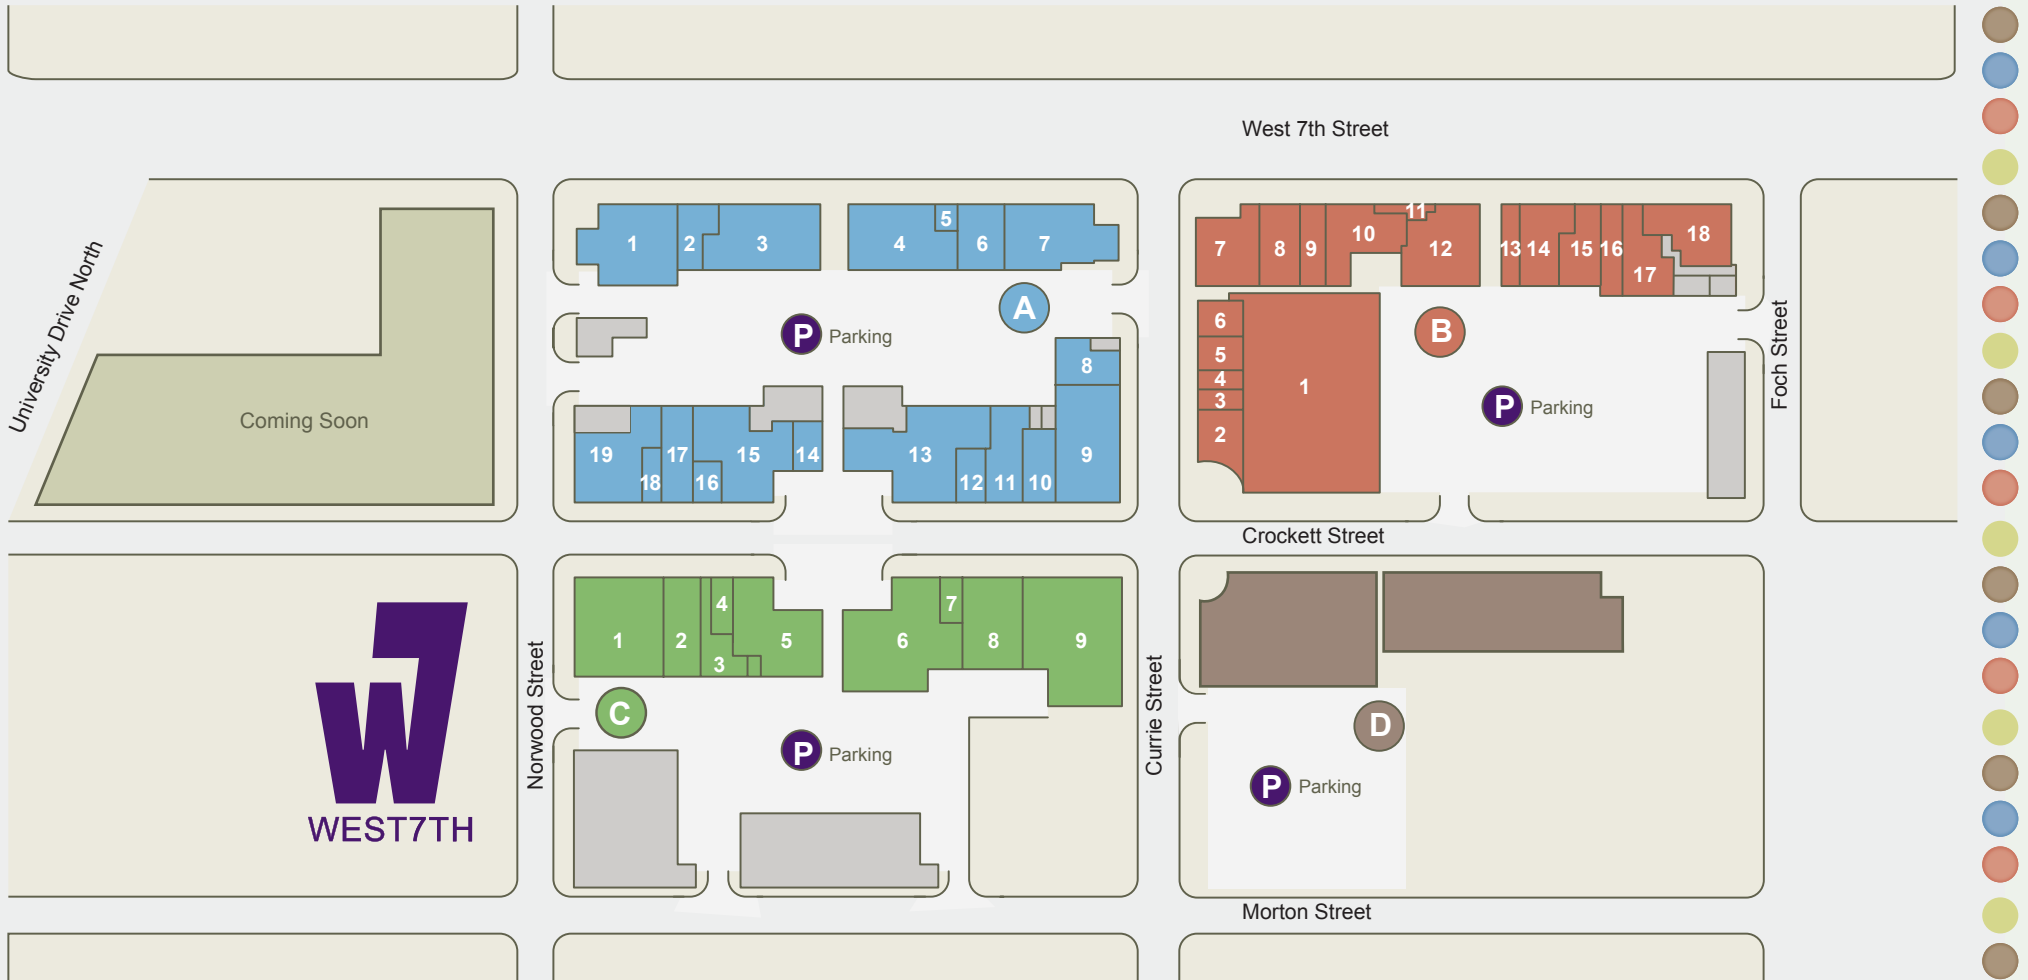 West 7th Street
University Drive North
Coming Soon
1
2
3
4
5
6
7
A
P Parking
8
9
10
11
12
13
14
15
16
17
18
19
7
8
9
10
11
12
13
14
15
16
17
18
6
5
4
3
2
1
B
P Parking
Foch Street
Crockett Street
WEST7TH
Norwood Street
1
2
3
4
5
6
7
8
9
C
P Parking
Currie Street
D
P Parking
Morton Street